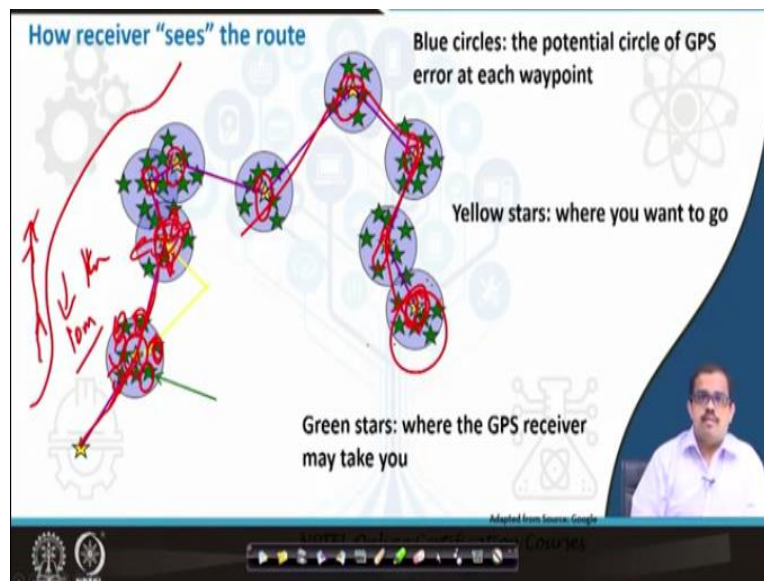 How receiver “sees” the route
Blue circles: the potential circle of GPS
error at each waypoint
Yellow stars: where you want to go
Km
10m
Green stars: where the GPS receiver
may take you
Adapted from Source: Google
NPTEL Online Certification Courses
NPTEL